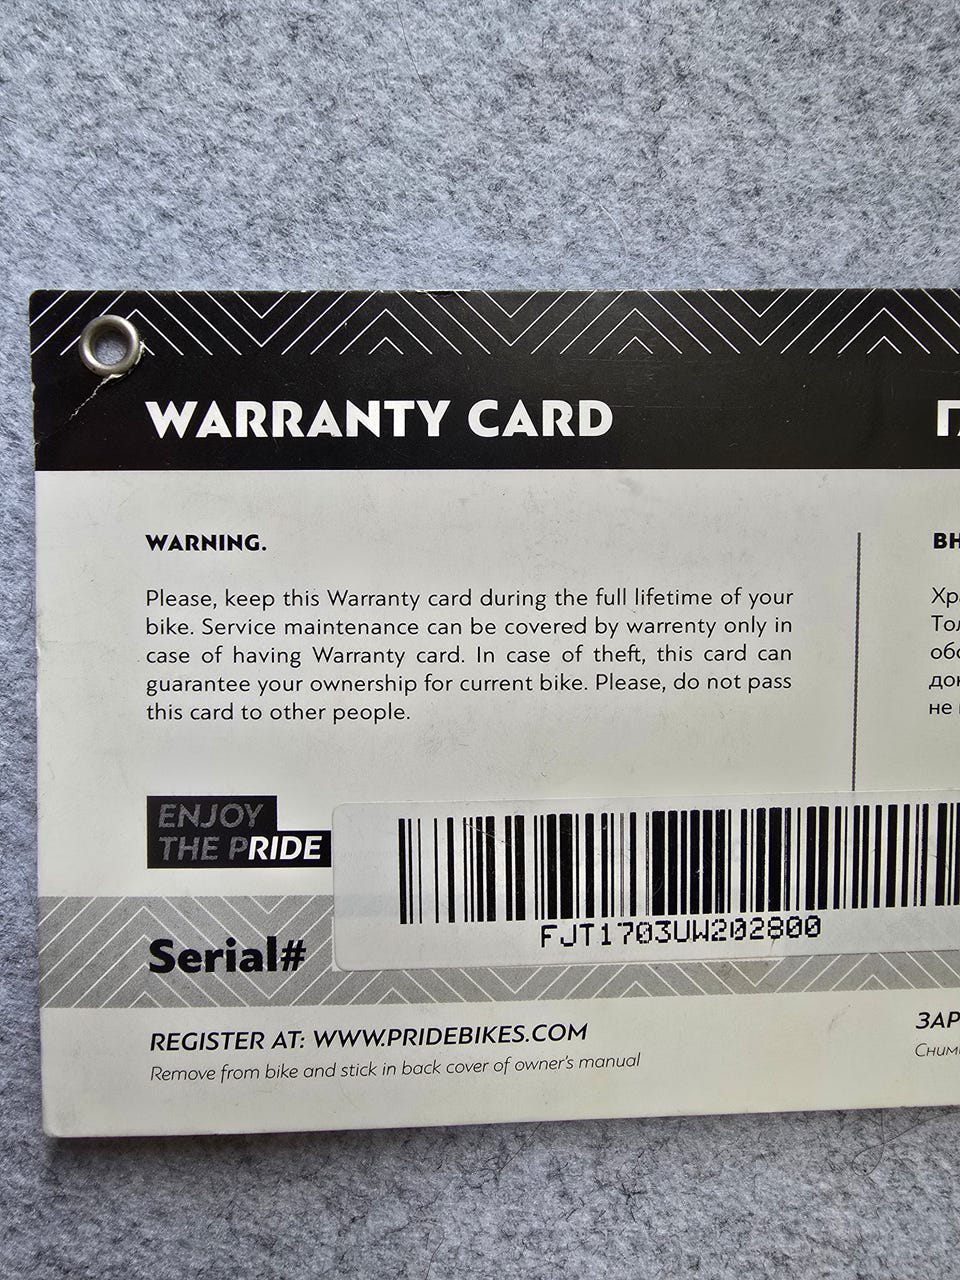 WARRANTY CARD
WARNING.
Please, keep this Warranty card during the full lifetime of your
bike. Service maintenance can be covered by warrenty only in
case of having Warranty card. In case of theft, this card can
guarantee your ownership for current bike. Please, do not pass
this card to other people.
ENJOY
THE PRIDE
FJT1703UW202800
Serial#
REGISTER AT: WWW.PRIDEBIKES.COM
Remove from bike and stick in back cover of owner's manual
не